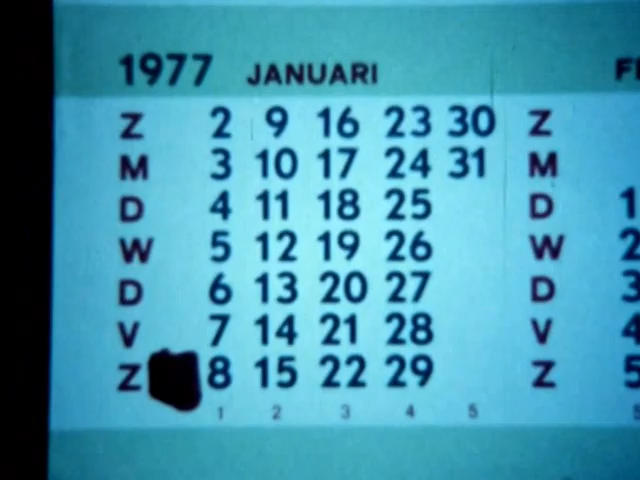 1977 JANUARI
Z 2 9 16 23 30 Z
M 3 10 17 24 31 M
D 4 11 18 25 D 1
W 5 12 19 26 W 2
D 6 13 20 27 D 3
V 7 14 21 28 V 4
Z 8 15 22 29 Z 5
1 2 3 4 5